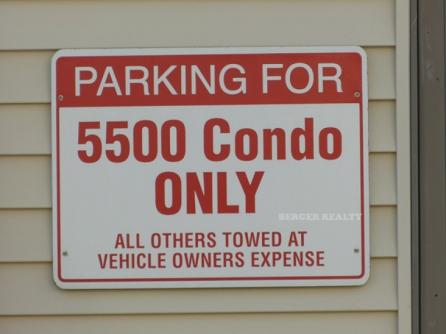 PARKING FOR
5500 Condo
ONLY
BERGER REALTY
ALL OTHERS TOWED AT
VEHICLE OWNERS EXPENSE